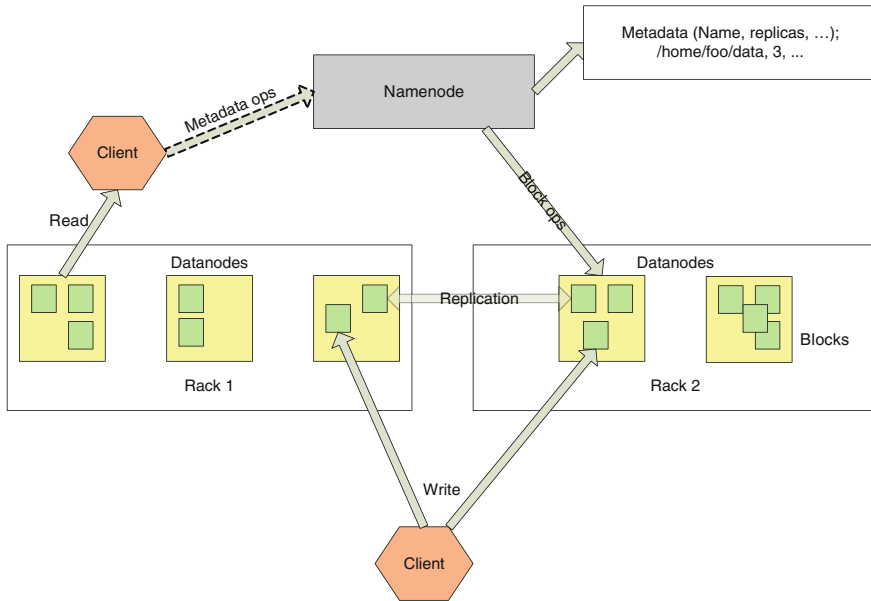 Metadata (Name, replicas, …);
/home/foo/data, 3, ...
Namenode
Metadata ops
Client
Block ops
Read
Datanodes
Datanodes
Replication
Blocks
Rack 1
Rack 2
Write
Client